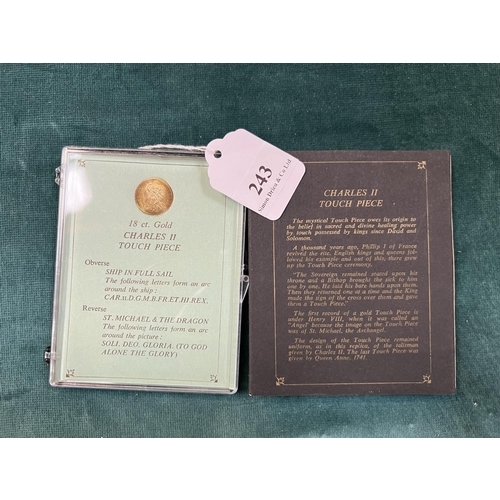 18 ct. Gold
CHARLES II
TOUCH PIECE
Obverse
SHIP IN FULL SAIL.
The following letters form an arc
around the ship:
CAR.II.D.G.M.B.FR.ET.HI.REX.
Reverse
ST. MICHAEL & THE DRAGON
The following letters form an arc
around the picture:
SOLI. DEO. GLORIA. (TO GOD
ALONE THE GLORY)
243
Simon Drew & Co Ltd
CHARLES II
TOUCH PIECE
The mystical Touch Piece owes its origin to
the belief in sacred and divine healing power
by touch possessed by kings since David and
Solomon.
A thousand years ago, Phillip I of France
revived the rite. English kings and queens fol-
lowed his example and out of this, there grew
up the Touch Piece ceremony.
"The Sovereign remained seated upon his
throne and a Bishop brought the sick to him
one by one. He laid his bare hands upon them.
Then they returned one at a time and the King
made the sign of the cross over them and gave
them a Touch Piece."
The first record of a gold Touch Piece is
under Henry VIII, when it was called an
"Angel" because the image on the Touch Piece
was of St. Michael, the Archangel.
The design of the Touch Piece remained
uniform, as in this replica, of the talisman
given by Charles II. The last Touch Piece was
given by Queen Anne, 1741.